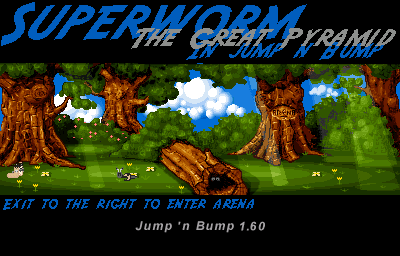 Superworm
The Great Pyramid
In Jump n Bump
Exit to the right to enter arena
Jump 'n Bump 1.60